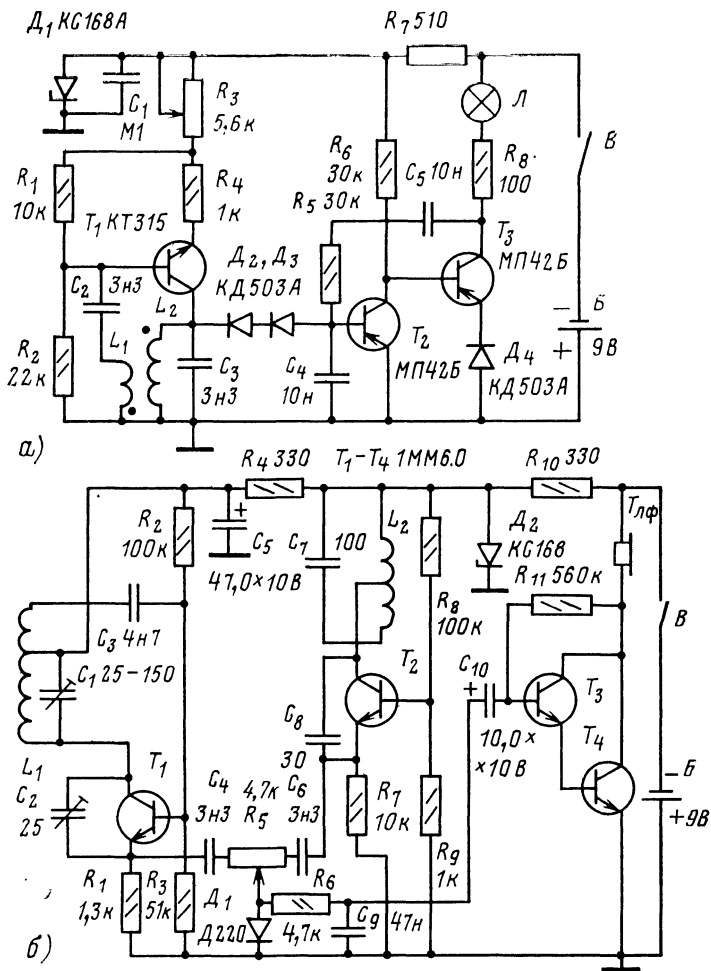 Д1 КС168А
R7 510
C1
М1
R3
5,6к
Л
В
R1
10к
R4
1к
R6
30к
C5 10н
R8
100
R5 30к
T1 КТ315
T3
МП42Б
C2
3н3
L2
Д2, Д3
КД503А
L1
R2
22к
C3
3н3
C4
10н
T2
МП42Б
Д4
КД503А
− Б
+ 9В
а)
R4 330
T1−T4 1ММ6.0
R10 330
R2
100к
+
C5
47,0×10В
C7
100
L2
R8
100к
Д2
КС168
Tлф
R11 560к
В
C3 4н7
C1 25−150
T2
C10
+
10,0×
×10В
T3
T4
L1
C2
25
T1
C8
30
C4
3н3
4,7к
R5
C6
3н3
R7
10к
R9
1к
− Б
+9В
R1
1,3к
R3
51к
Д1
Д220
R6
4,7к
C9
47н
б)